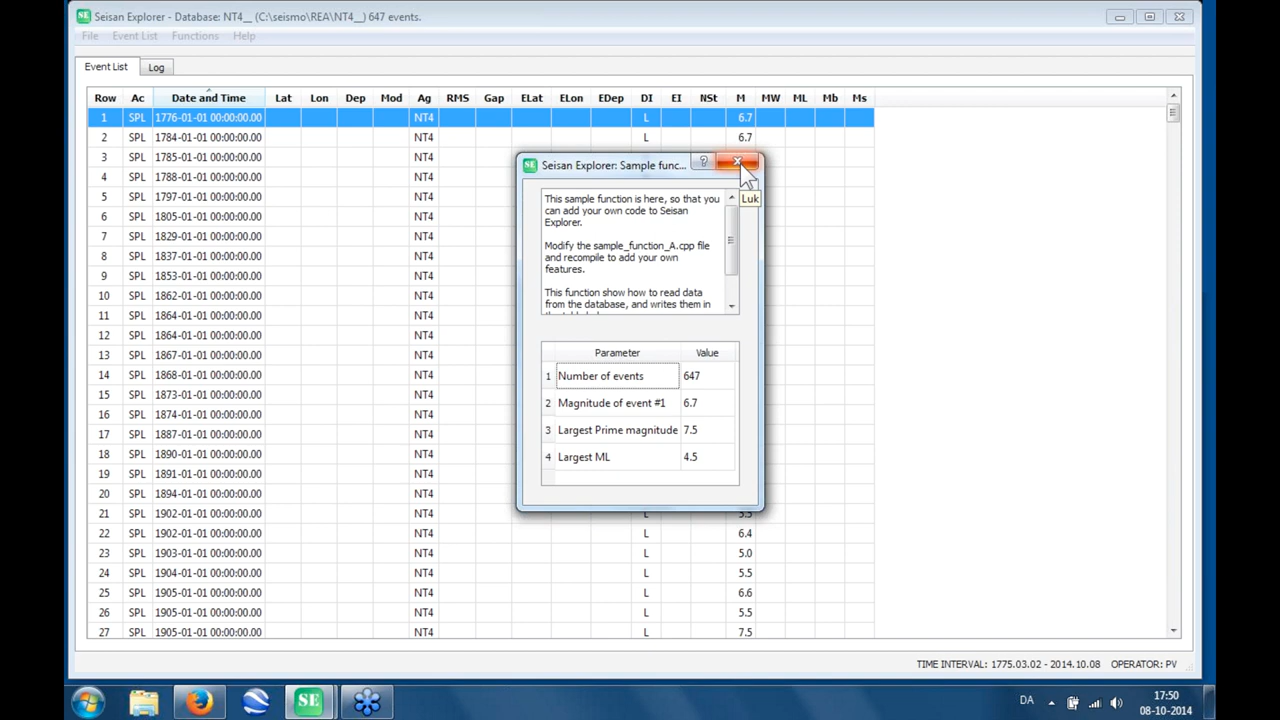 SE Seisan Explorer - Database: NT4__ (C:\seismo\REA\NT4__) 647 events.
File Event List Functions Help
Event List Log
Row Ac Date and Time Lat Lon Dep Mod Ag RMS Gap ELat ELon EDep DI EI NSt M MW ML Mb Ms
1 SPL 1776-01-01 00:00:00.00 NT4 L 6.7
2 SPL 1784-01-01 00:00:00.00 NT4 L 6.7
3 SPL 1785-01-01 00:00:00.00 NT4
4 SPL 1788-01-01 00:00:00.00 NT4
5 SPL 1797-01-01 00:00:00.00 NT4
6 SPL 1805-01-01 00:00:00.00 NT4
7 SPL 1829-01-01 00:00:00.00 NT4
8 SPL 1837-01-01 00:00:00.00 NT4
9 SPL 1853-01-01 00:00:00.00 NT4
10 SPL 1862-01-01 00:00:00.00 NT4
11 SPL 1864-01-01 00:00:00.00 NT4
12 SPL 1864-01-01 00:00:00.00 NT4
13 SPL 1867-01-01 00:00:00.00 NT4
14 SPL 1868-01-01 00:00:00.00 NT4
15 SPL 1873-01-01 00:00:00.00 NT4
16 SPL 1874-01-01 00:00:00.00 NT4
17 SPL 1887-01-01 00:00:00.00 NT4
18 SPL 1890-01-01 00:00:00.00 NT4
19 SPL 1891-01-01 00:00:00.00 NT4
20 SPL 1894-01-01 00:00:00.00 NT4
21 SPL 1902-01-01 00:00:00.00 NT4 L 5.5
22 SPL 1902-01-01 00:00:00.00 NT4 L 6.4
23 SPL 1903-01-01 00:00:00.00 NT4 L 5.0
24 SPL 1904-01-01 00:00:00.00 NT4 L 5.5
25 SPL 1905-01-01 00:00:00.00 NT4 L 6.6
26 SPL 1905-01-01 00:00:00.00 NT4 L 5.5
27 SPL 1905-01-01 00:00:00.00 NT4 L 7.5
SE Seisan Explorer: Sample func... ?
Luk
This sample function is here, so that you
can add your own code to Seisan
Explorer.
Modify the sample_function_A.cpp file
and recompile to add your own
features.
This function show how to read data
from the database, and writes them in
Parameter Value
1 Number of events 647
2 Magnitude of event #1 6.7
3 Largest Prime magnitude 7.5
4 Largest ML 4.5
TIME INTERVAL: 1775.03.02 - 2014.10.08 OPERATOR: PV
SE
DA
17:50
08-10-2014